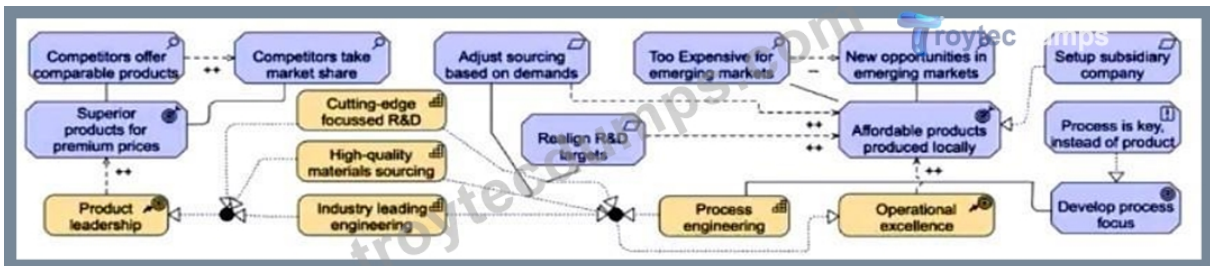 Competitors offer
comparable products
++
Competitors take
market share
Adjust sourcing
based on demands
Too Expensive for
emerging markets
–
New opportunities in
emerging markets
Troytec dumps
Setup subsidiary
company
Superior
products for
premium prices
Cutting-edge
focussed R&D
Realign R&D
targets
++
++
Affordable products
produced locally
Process is key,
instead of product
High-quality
materials sourcing
++
++
Product
leadership
Industry leading
engineering
Process
engineering
Operational
excellence
Develop process
focus
troytecdumps.com